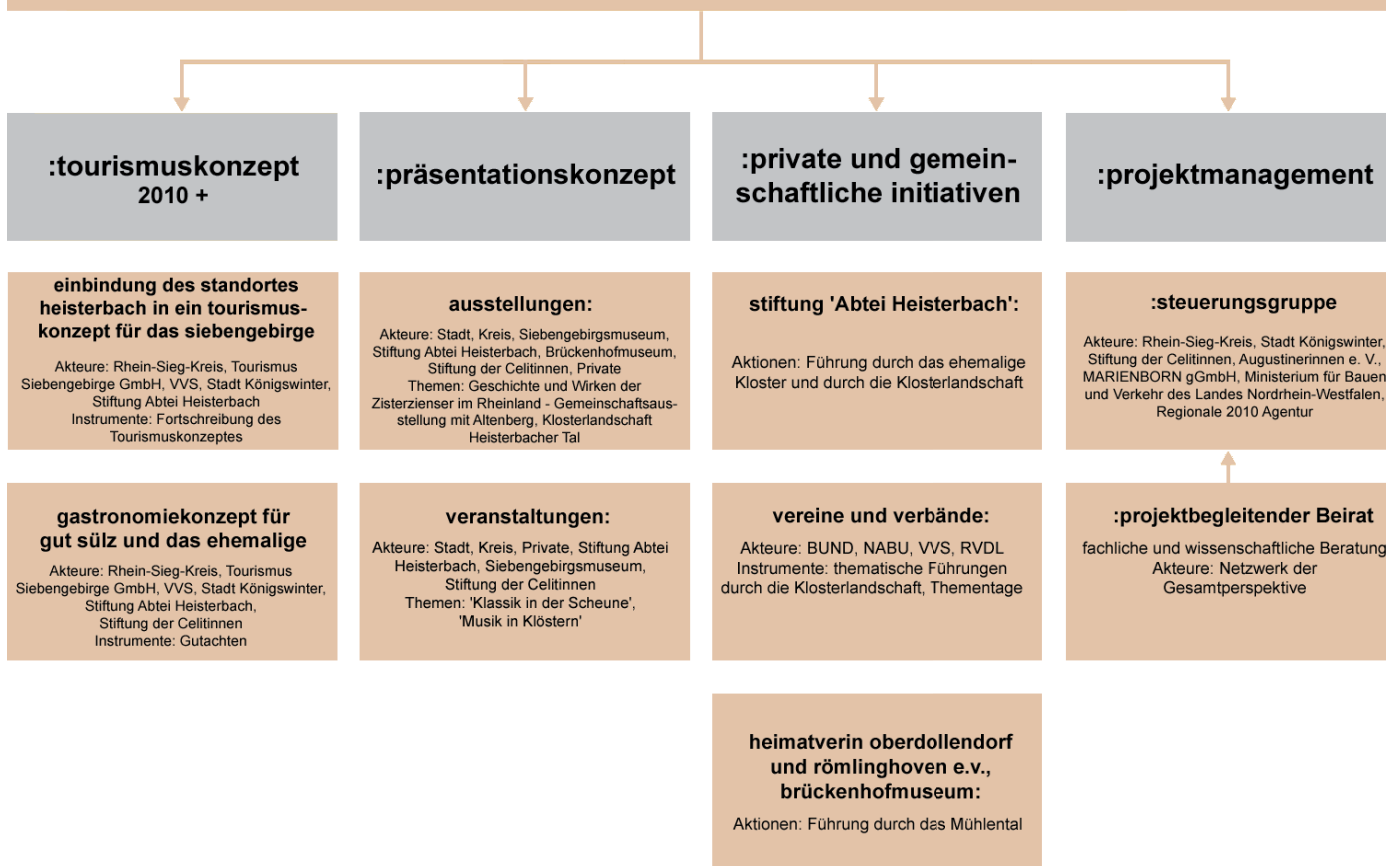 :tourismuskonzept
2010 +
einbindung des standortes
heisterbach in ein tourismus-
konzept für das siebengebirge
Akteure: Rhein-Sieg-Kreis, Tourismus
Siebengebirge GmbH, VVS, Stadt Königswinter,
Stiftung Abtei Heisterbach
Instrumente: Fortschreibung des
Tourismuskonzeptes
gastronomiekonzept für
gut sülz und das ehemalige
Akteure: Rhein-Sieg-Kreis, Tourismus
Siebengebirge GmbH, VVS, Stadt Königswinter,
Stiftung Abtei Heisterbach,
Stiftung der Celitinnen
Instrumente: Gutachten
:präsentationskonzept
ausstellungen:
Akteure: Stadt, Kreis, Siebengebirgsmuseum,
Stiftung Abtei Heisterbach, Brückenhofmuseum,
Stiftung der Celitinnen, Private
Themen: Geschichte und Wirken der
Zisterzienser im Rheinland - Gemeinschaftsaus-
stellung mit Altenberg, Klosterlandschaft
Heisterbacher Tal
veranstaltungen:
Akteure: Stadt, Kreis, Private, Stiftung Abtei
Heisterbach, Siebengebirgsmuseum,
Stiftung der Celitinnen
Themen: 'Klassik in der Scheune',
'Musik in Klöstern'
:private und gemein-
schaftliche initiativen
stiftung 'Abtei Heisterbach':
Aktionen: Führung durch das ehemalige
Kloster und durch die Klosterlandschaft
vereine und verbände:
Akteure: BUND, NABU, VVS, RVDL
Instrumente: thematische Führungen
durch die Klosterlandschaft, Thementage
heimatverin oberdollendorf
und römlinghoven e.v.,
brückenhofmuseum:
Aktionen: Führung durch das Mühlental
:projektmanagement
:steuerungsgruppe
Akteure: Rhein-Sieg-Kreis, Stadt Königswinter,
Stiftung der Celitinnen, Augustinerinnen e. V.,
MARIENBORN gGmbH, Ministerium für Bauen
und Verkehr des Landes Nordrhein-Westfalen,
Regionale 2010 Agentur
:projektbegleitender Beirat
fachliche und wissenschaftliche Beratung
Akteure: Netzwerk der
Gesamtperspektive